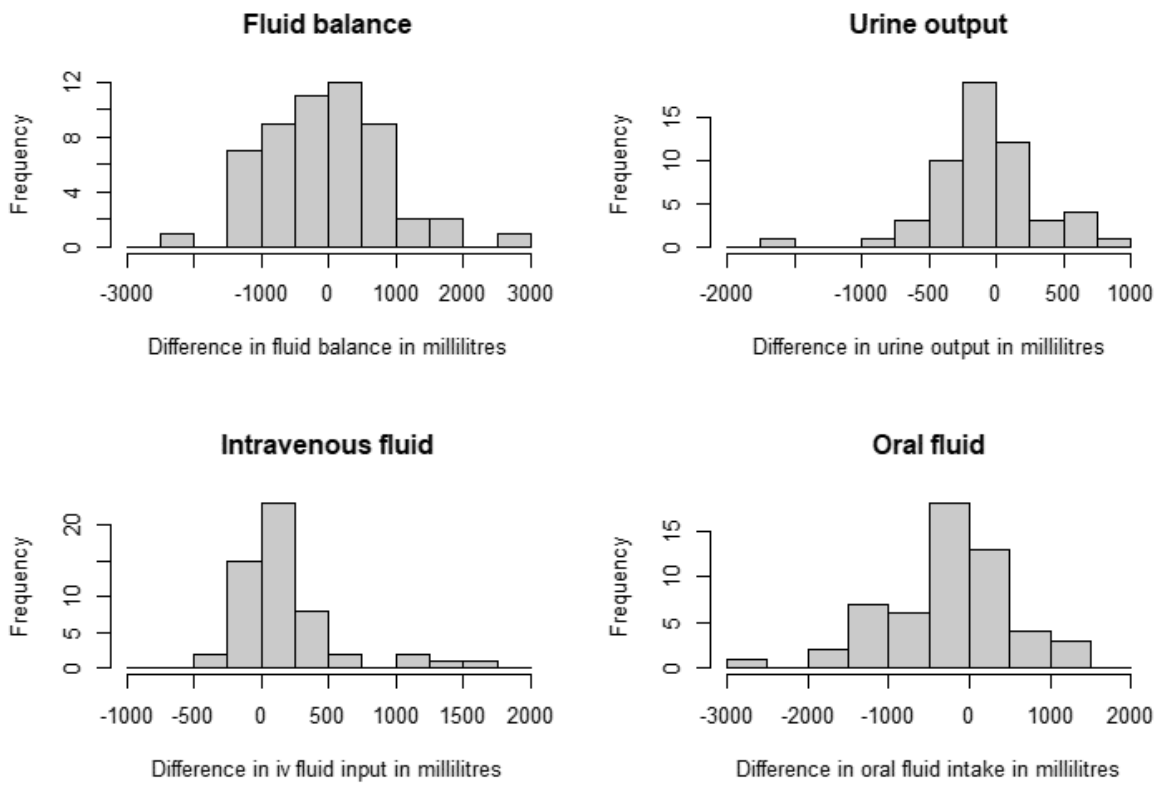 Fluid balance
Frequency
0 4 8 12
-3000 -1000 0 1000 2000 3000
Difference in fluid balance in millilitres
Urine output
Frequency
0 5 10 15
-2000 -1000 -500 0 500 1000
Difference in urine output in millilitres
Intravenous fluid
Frequency
0 5 10 20
-1000 -500 0 500 1000 2000
Difference in iv fluid input in millilitres
Oral fluid
Frequency
0 5 10 15
-3000 -1000 0 1000 2000
Difference in oral fluid intake in millilitres